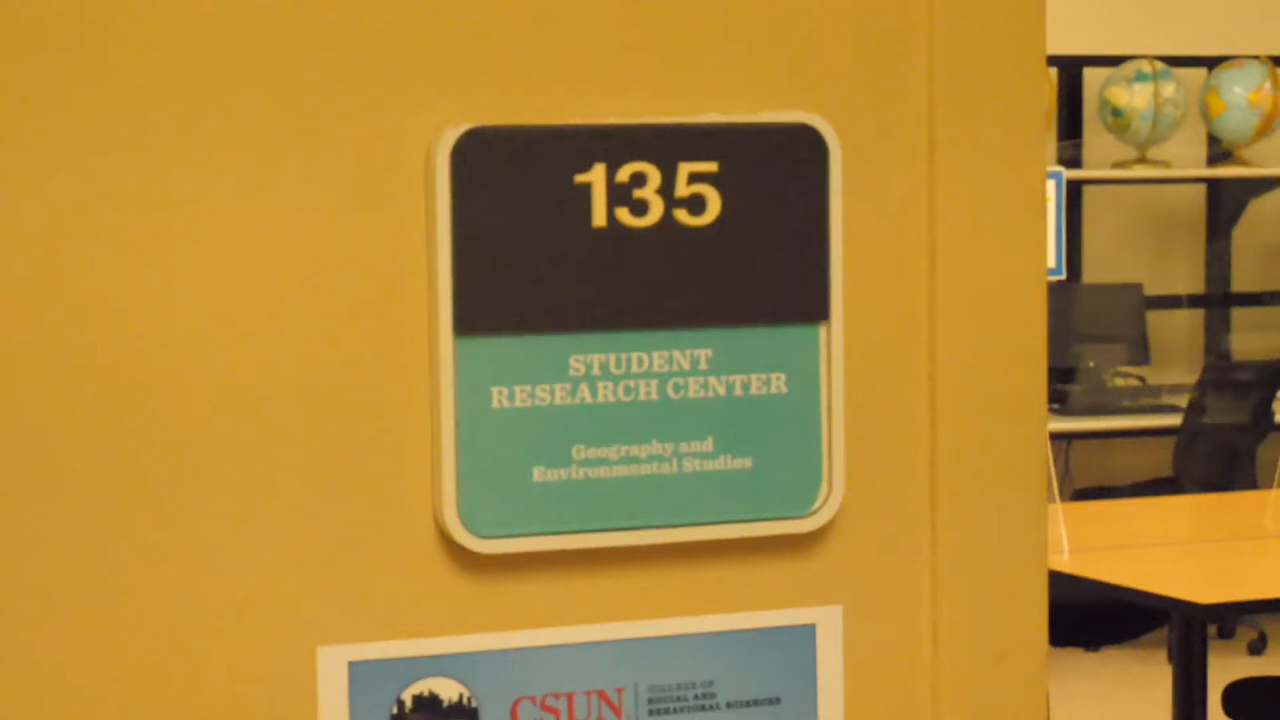 135
STUDENT
RESEARCH CENTER
Geography and
Environmental Studies
CSUN
COLLEGE OF
SOCIAL AND
BEHAVIORAL SCIENCES